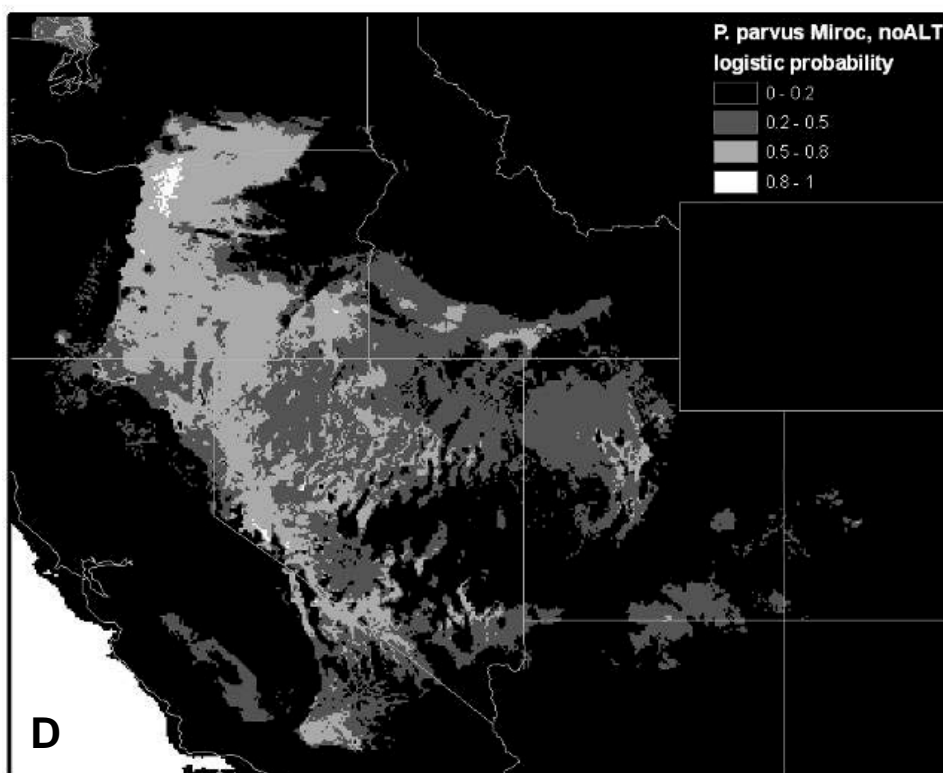 P. parvus Miroc, noALT
logistic probability
0 - 0.2
0.2 - 0.5
0.5 - 0.8
0.8 - 1
D